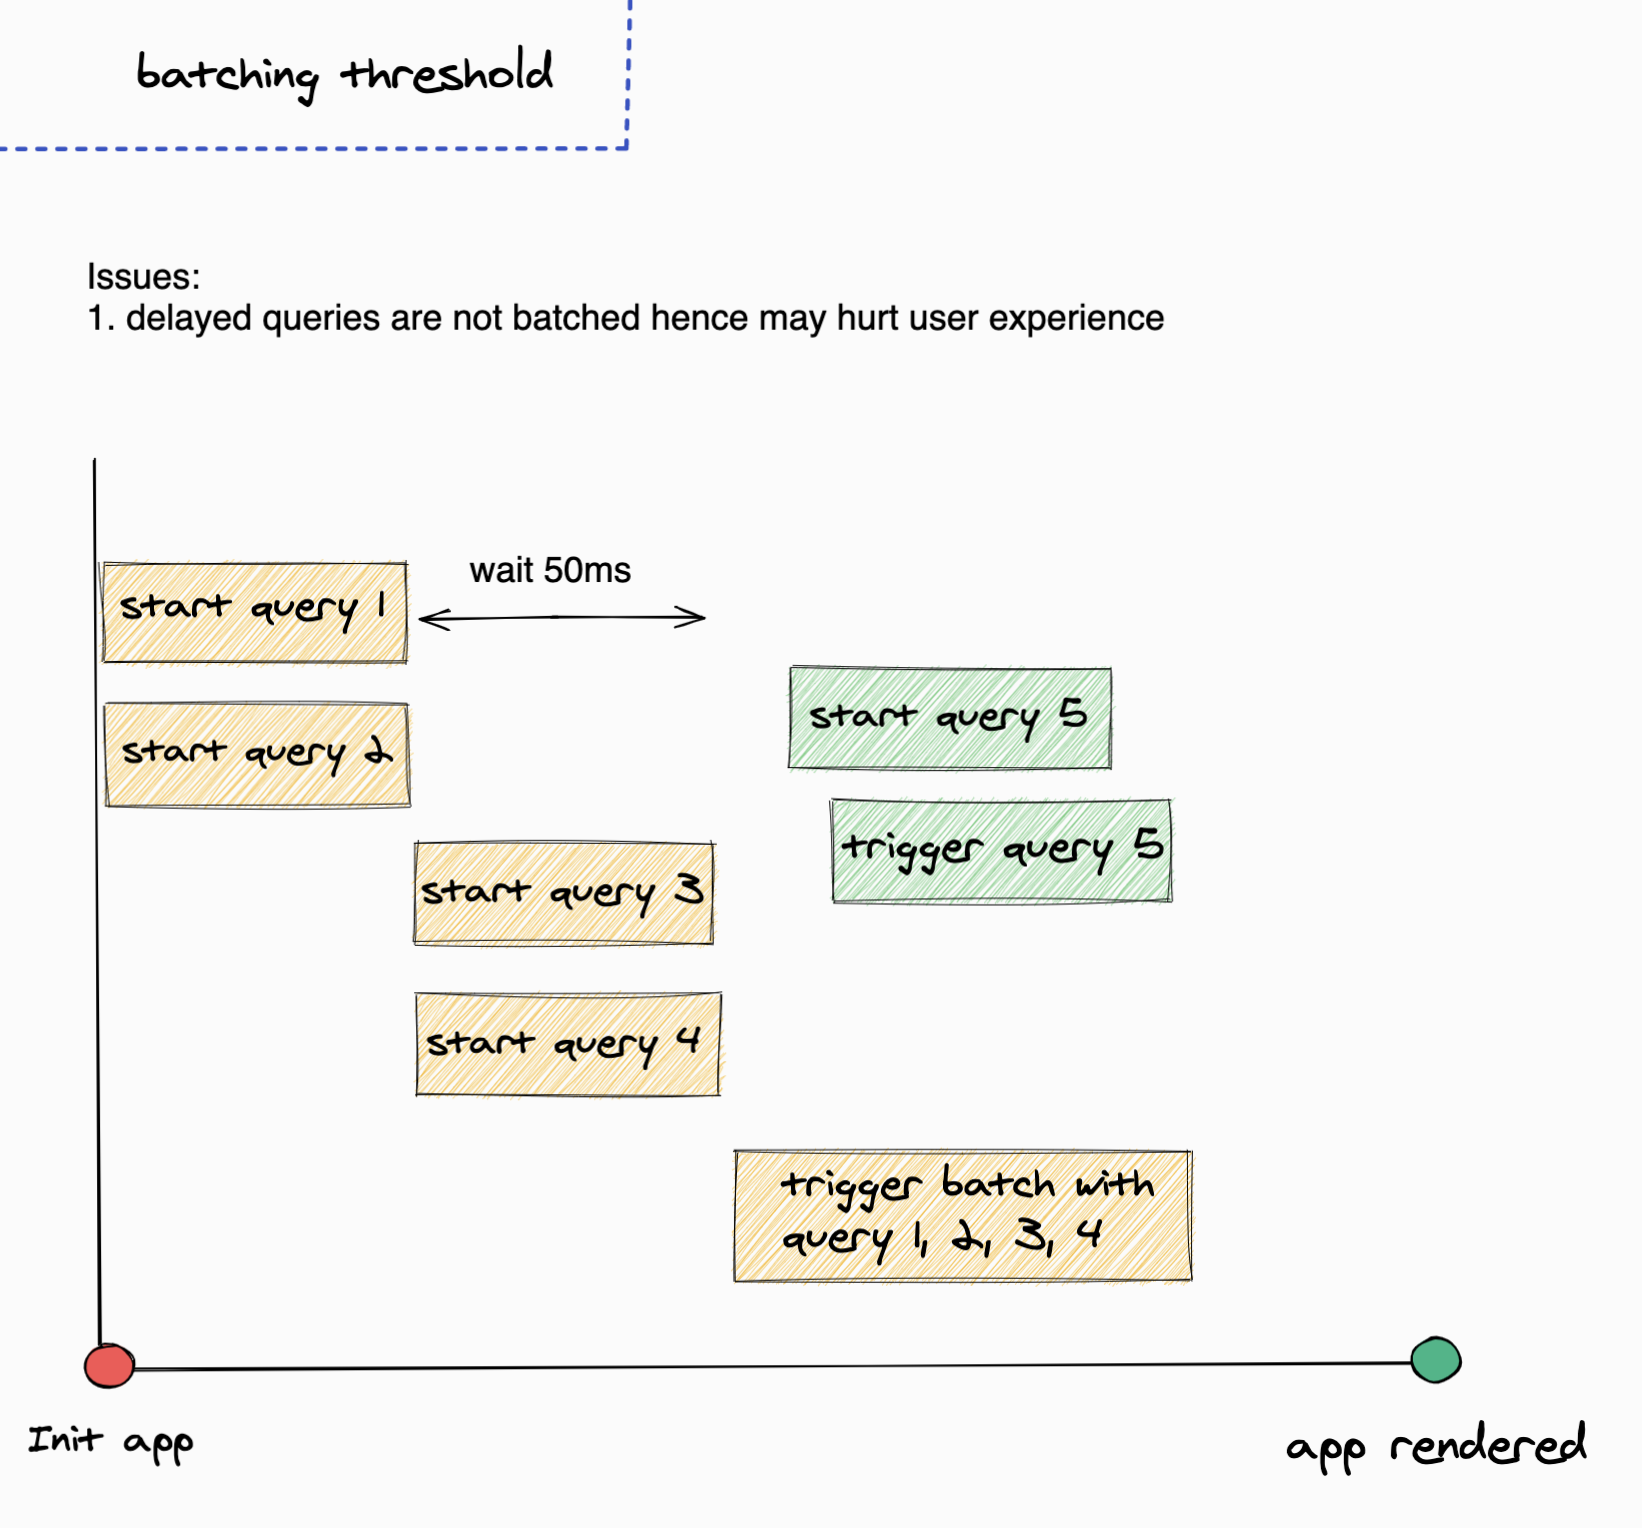 batching threshold
Issues:
1. delayed queries are not batched hence may hurt user experience
wait 50ms
start query 1
start query 5
start query 2
trigger query 5
start query 3
start query 4
trigger batch with
query 1, 2, 3, 4
Init app
app rendered